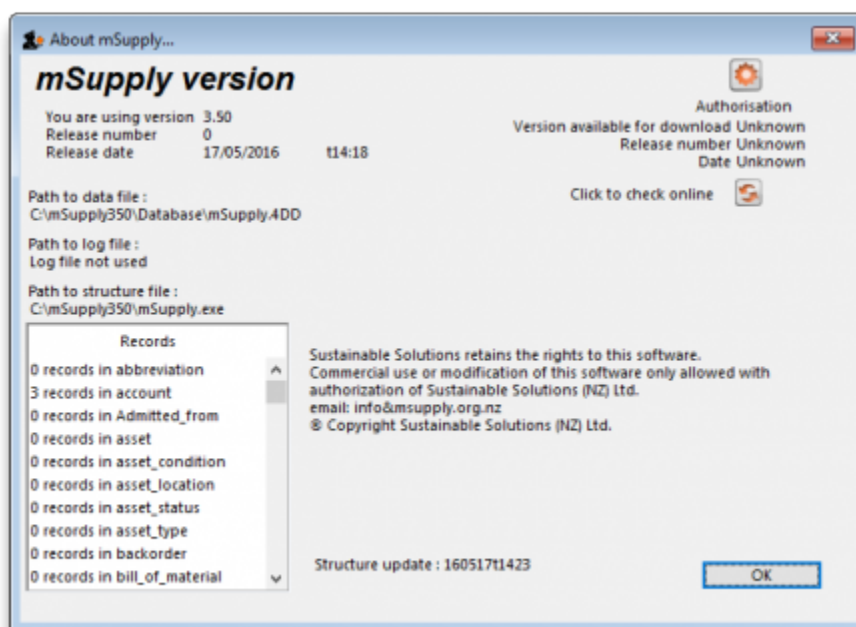 About mSupply...
mSupply version
You are using version 3.50
Release number 0
Release date 17/05/2016 t14:18
Authorisation
Version available for download Unknown
Release number Unknown
Date Unknown
Click to check online
Path to data file :
C:\mSupply350\Database\mSupply.4DD
Path to log file :
Log file not used
Path to structure file :
C:\mSupply350\mSupply.exe
Records
0 records in abbreviation
3 records in account
0 records in Admitted_from
0 records in asset
0 records in asset_condition
0 records in asset_location
0 records in asset_status
0 records in asset_type
0 records in backorder
0 records in bill_of_material
Sustainable Solutions retains the rights to this software.
Commercial use or modification of this software only allowed with
authorization of Sustainable Solutions (NZ) Ltd.
email: info&msupply.org.nz
® Copyright Sustainable Solutions (NZ) Ltd.
Structure update : 160517t1423
OK